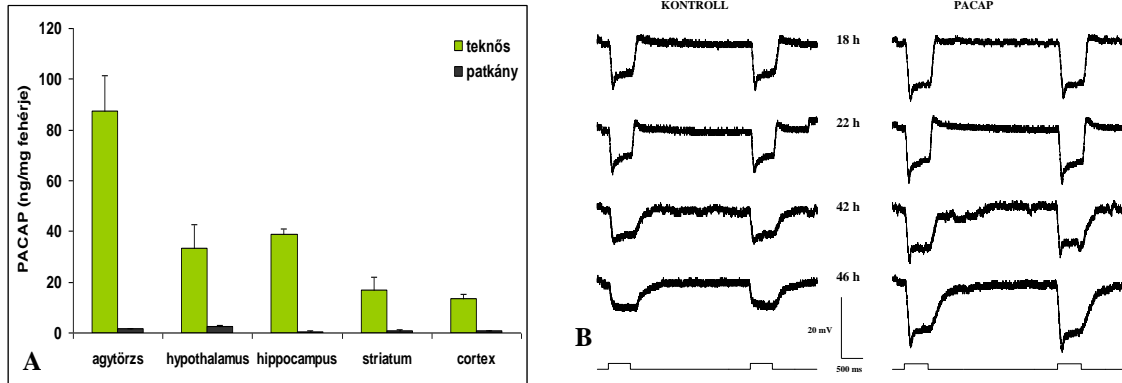 120
100
80
60
40
20
0
PACAP (ng/mg fehérje)
teknős
patkány
agytörzs hypothalamus hippocampus striatum cortex
A
KONTROLL PACAP
18 h
22 h
42 h
46 h
20 mV
500 ms
B